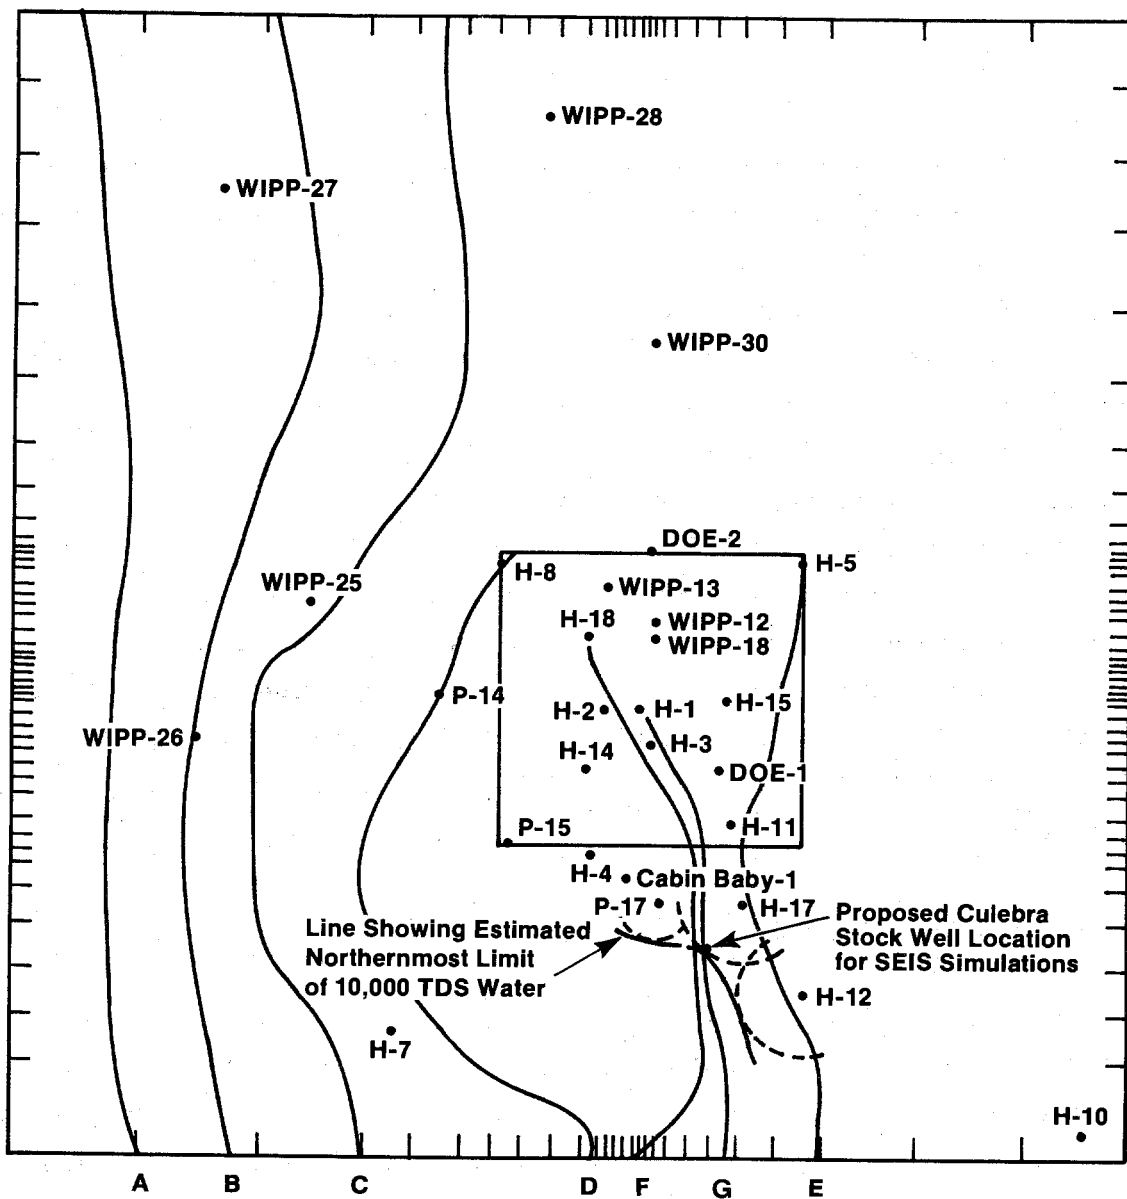 WIPP-28
WIPP-27
WIPP-30
DOE-2
H-5
H-8
WIPP-25
WIPP-13
H-18
WIPP-12
WIPP-18
P-14
H-15
H-2
H-1
WIPP-26
H-3
H-14
DOE-1
P-15
H-11
H-4
Cabin Baby-1
P-17
H-17
Line Showing Estimated
Northernmost Limit
of 10,000 TDS Water
Proposed Culebra
Stock Well Location
for SEIS Simulations
H-12
H-7
H-10
A B C D F G E